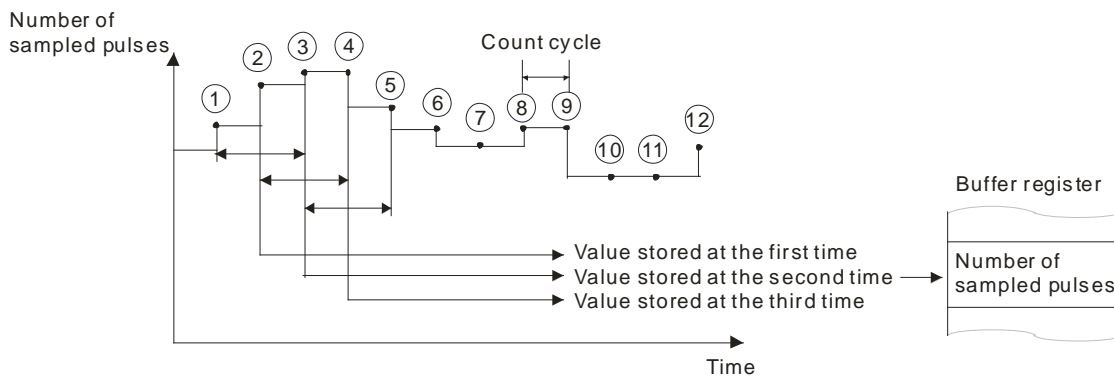 Number of
sampled pulses
Count cycle
1
2
3
4
5
6
7
8
9
10
11
12
Buffer register
Value stored at the first time
Value stored at the second time
Value stored at the third time
Number of
sampled pulses
Time